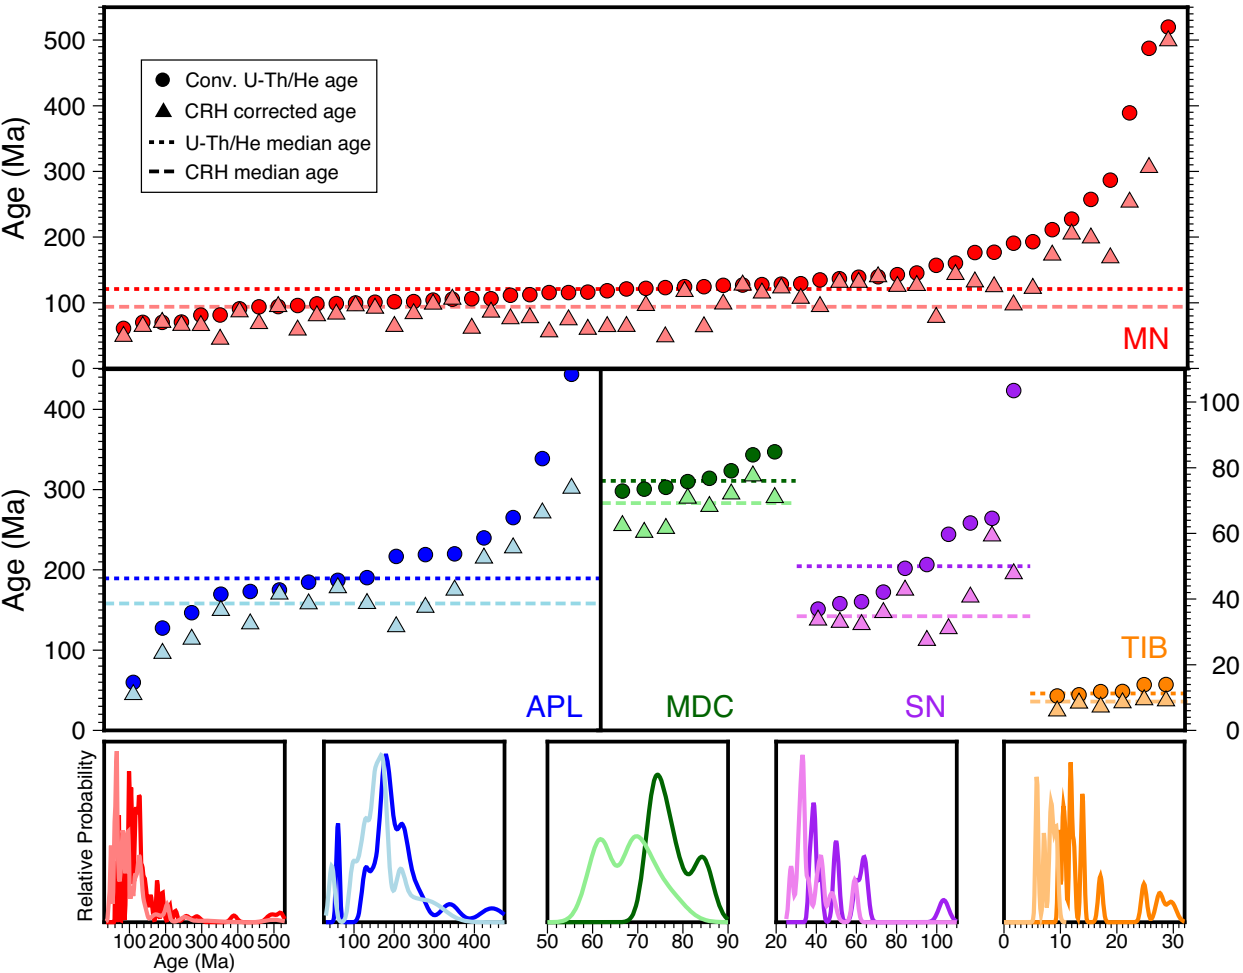 500
400
300
200
100
0
Age (Ma)
Conv. U-Th/He age
CRH corrected age
U-Th/He median age
CRH median age
MN
400
300
200
100
0
Age (Ma)
APL
MDC
SN
TIB
100
80
60
40
20
0
Relative Probability
100 200 300 400 500
Age (Ma)
100 200 300 400
50 60 70 80 90
20 40 60 80 100
0 10 20 30